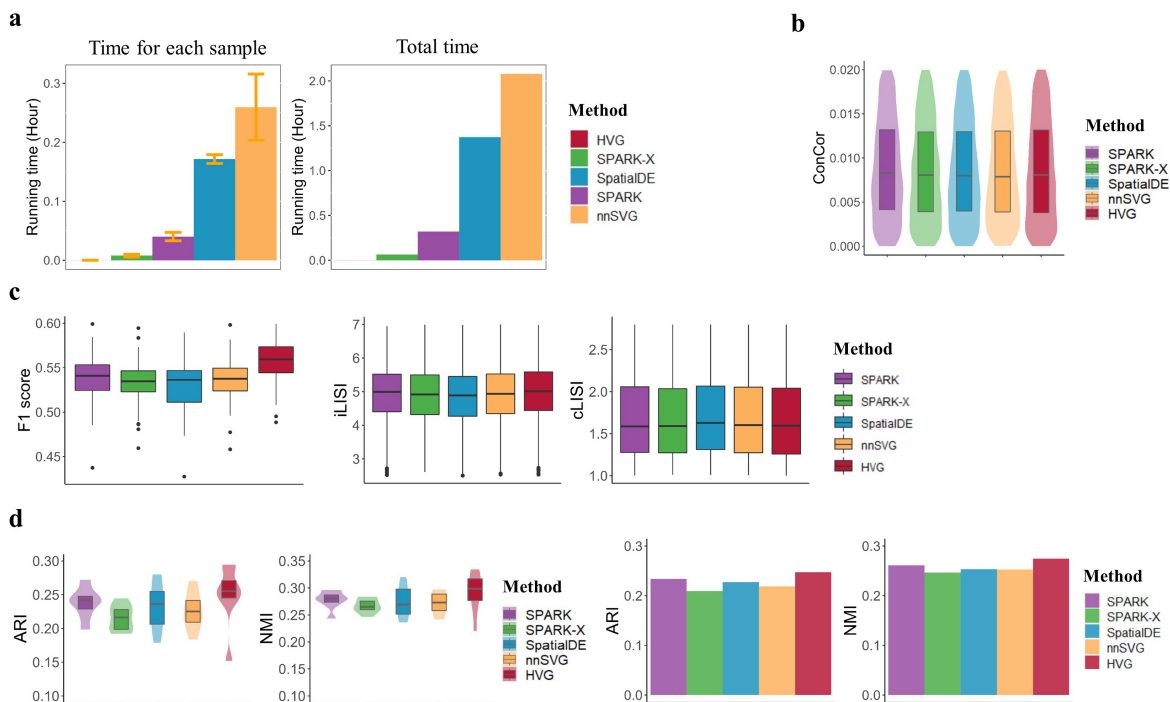 a
Time for each sample
Running time (Hour)
0.3
0.2
0.1
0.0
Total time
Running time (Hour)
2.0
1.5
1.0
0.5
0.0
Method
HVG
SPARK-X
SpatialDE
SPARK
nnSVG
b
ConCor
0.020
0.015
0.010
0.005
0.000
Method
SPARK
SPARK-X
SpatialDE
nnSVG
HVG
c
F1 score
0.60
0.55
0.50
0.45
iLISI
7
6
5
4
3
cLISI
2.5
2.0
1.5
1.0
Method
SPARK
SPARK-X
SpatialDE
nnSVG
HVG
d
ARI
0.30
0.25
0.20
0.15
0.10
NMI
0.35
0.30
0.25
0.20
0.15
0.10
Method
SPARK
SPARK-X
SpatialDE
nnSVG
HVG
ARI
0.3
0.2
0.1
0.0
NMI
0.3
0.2
0.1
0.0
Method
SPARK
SPARK-X
SpatialDE
nnSVG
HVG